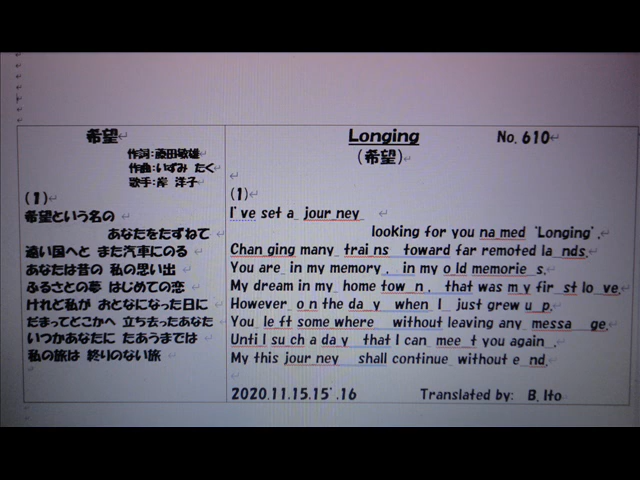 希望
作詞:藤田敏雄
作曲:いずみ たく
歌手:岸 洋子
(1)
希望という名の
あなたをたずねて
遠い国へと また汽車にのる
あなたは昔の 私の思い出
ふるさとの夢 はじめての恋
けれど私が おとなになった日に
だまってどこかへ 立ち去ったあなた
いつかあなたに たあうまでは
私の旅は 終りのない旅
Longing No. 610
(希望)
(1)
I've set a jour ney
looking for you na med "Longing".
Chan ging many trai ns toward far remoted la nds.
You are in my memory , in my o ld memorie s.
My dream in my home tow n , that was m y fir st lo ve.
However o n the da y when I just grew u p.
You le ft some where without leaving any messa ge.
Unti l su ch a da y that I can mee t you again .
My this jour ney shall continue without e nd.
2020.11.15.15'.16 Translated by: B. Ito